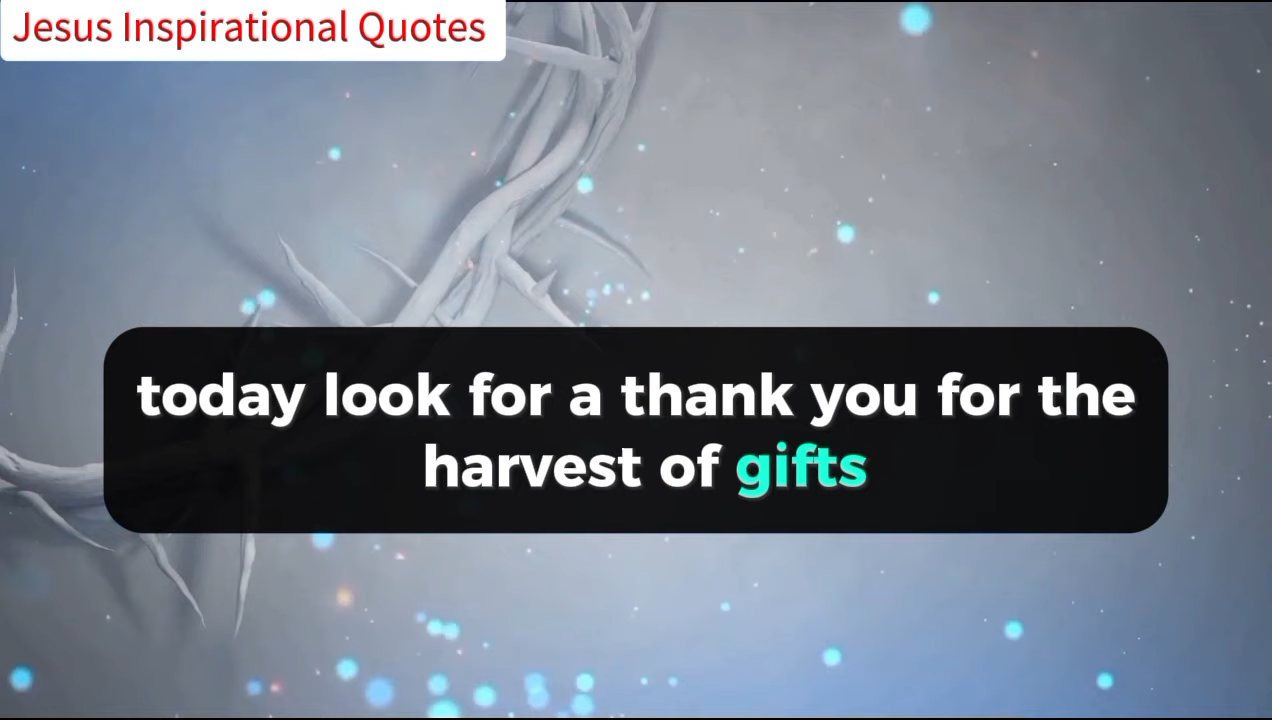 Jesus Inspirational Quotes
today look for a thank you for the
harvest of gifts